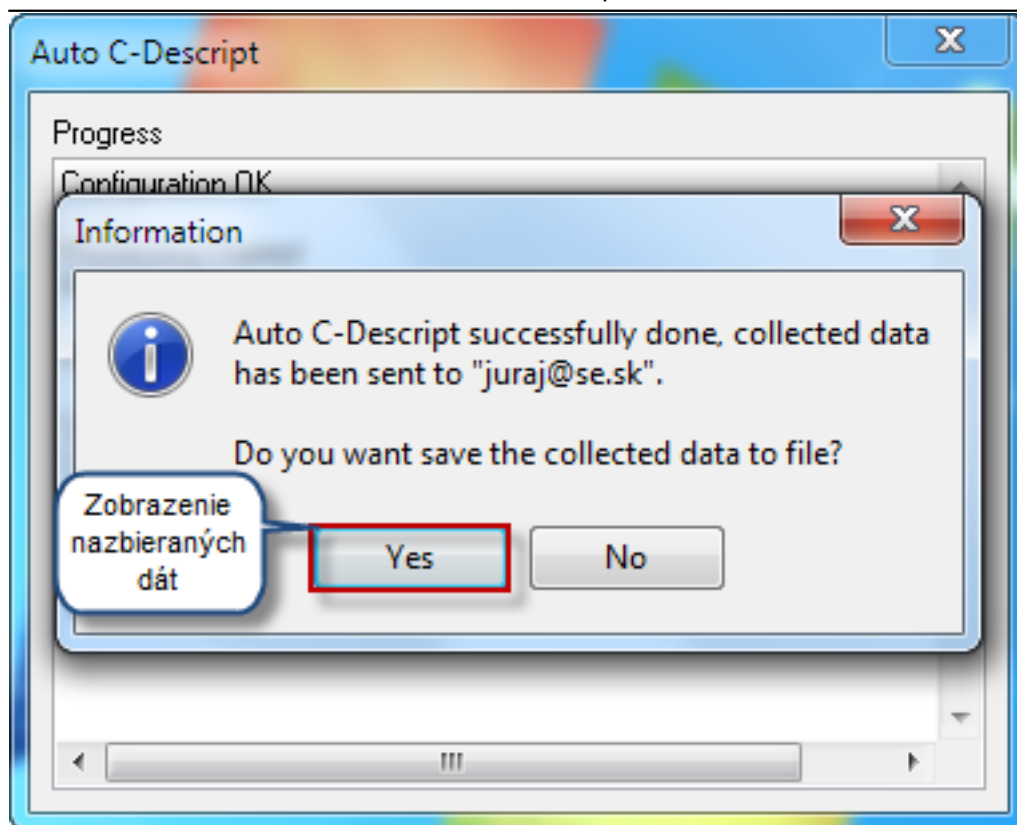 Auto C-Descript
Progress
Configuration OK
Information
Auto C-Descript successfully done, collected data
has been sent to "juraj@se.sk".
Do you want save the collected data to file?
Zobrazenie
nazbieraných
dát
Yes
No